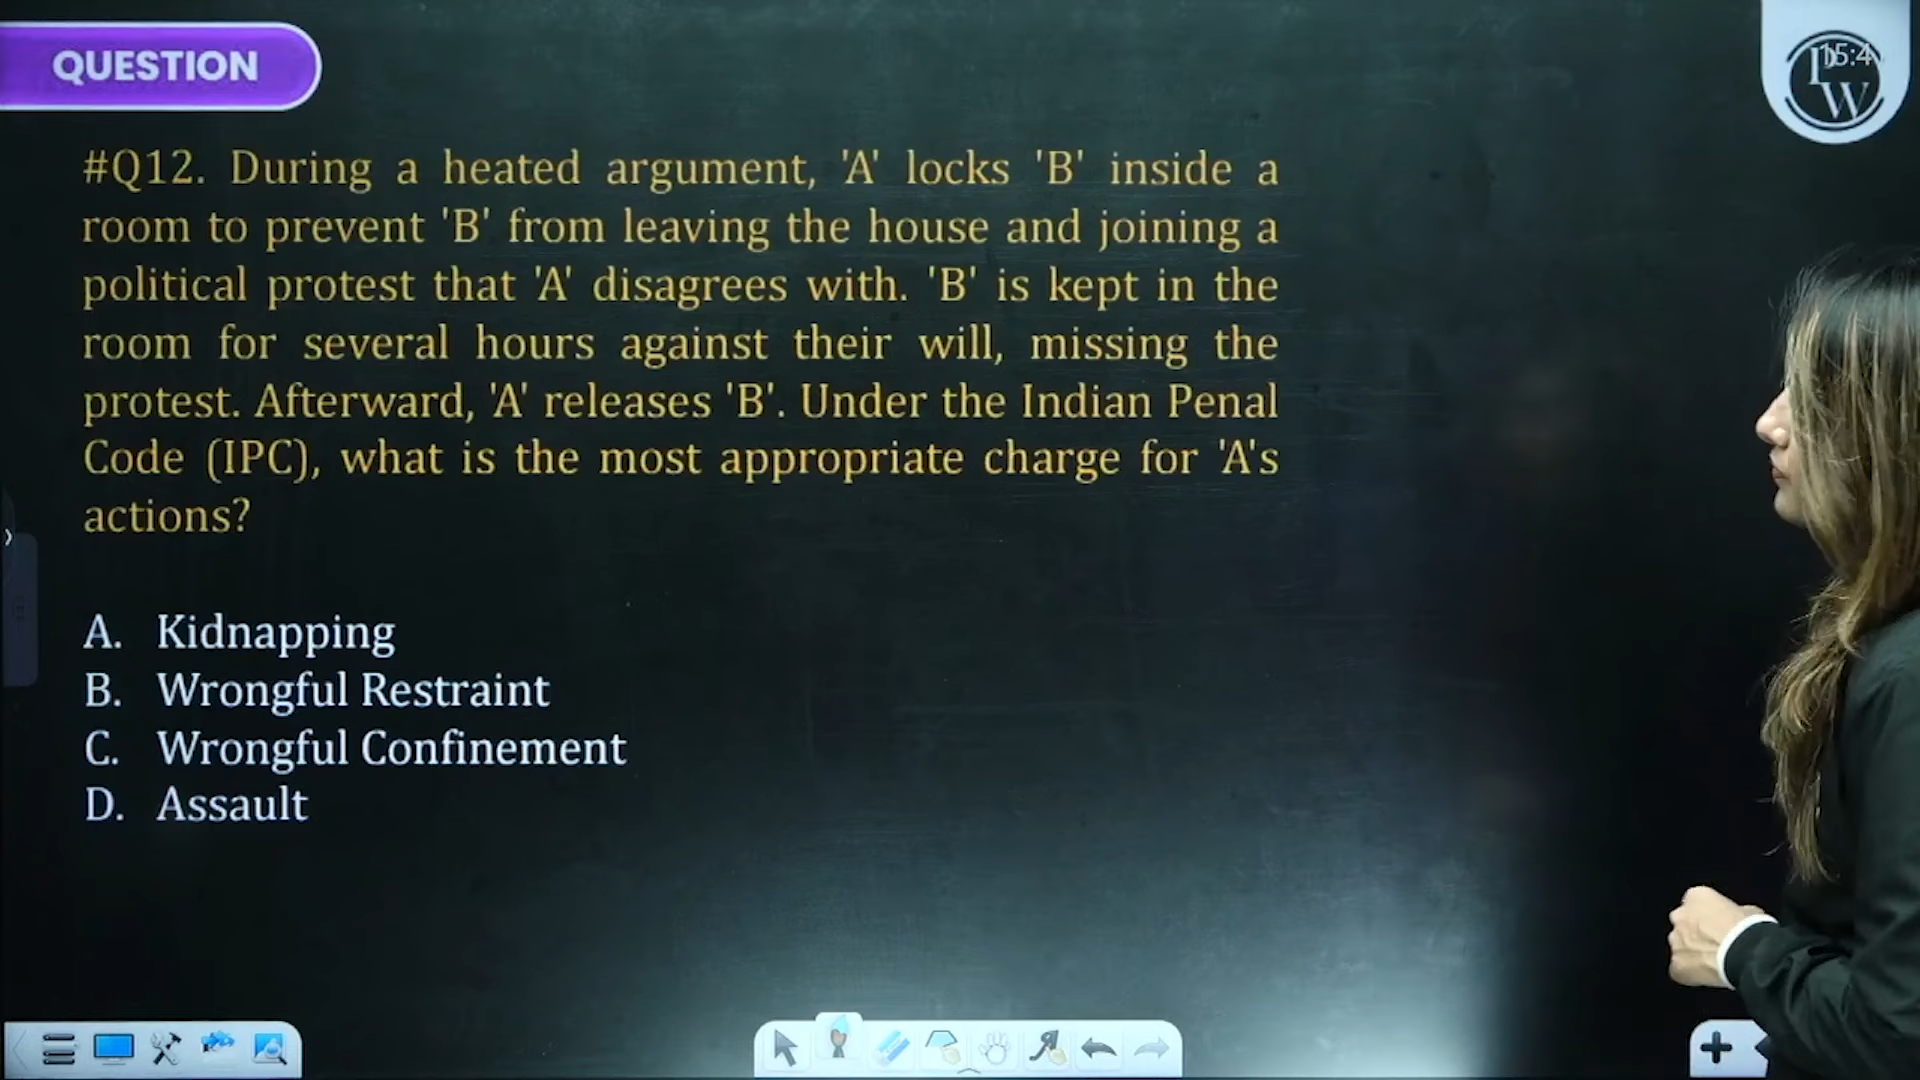 QUESTION
15:4
PW
#Q12. During a heated argument, 'A' locks 'B' inside a
room to prevent 'B' from leaving the house and joining a
political protest that 'A' disagrees with. 'B' is kept in the
room for several hours against their will, missing the
protest. Afterward, 'A' releases 'B'. Under the Indian Penal
Code (IPC), what is the most appropriate charge for 'A's
actions?
A. Kidnapping
B. Wrongful Restraint
C. Wrongful Confinement
D. Assault